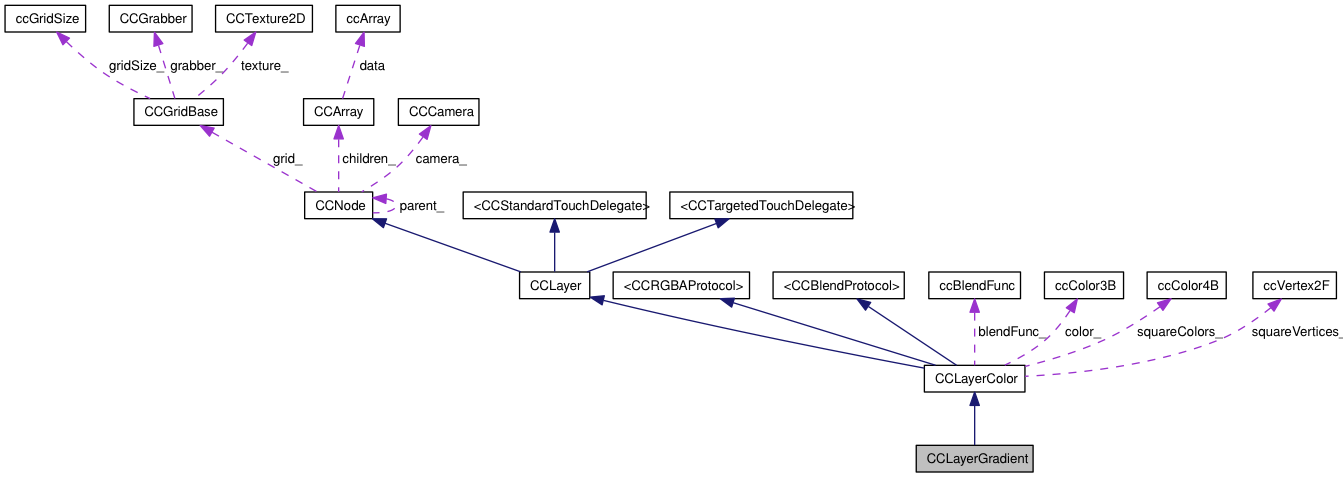 ccGridSize
CCGrabber
CCTexture2D
ccArray
gridSize_
grabber_
texture_
data
CCGridBase
CCArray
CCCamera
grid_
children_
camera_
CCNode
parent_
<CCStandardTouchDelegate>
<CCTargetedTouchDelegate>
CCLayer
<CCRGBAProtocol>
<CCBlendProtocol>
ccBlendFunc
ccColor3B
ccColor4B
ccVertex2F
blendFunc_
color_
squareColors_
squareVertices_
CCLayerColor
CCLayerGradient